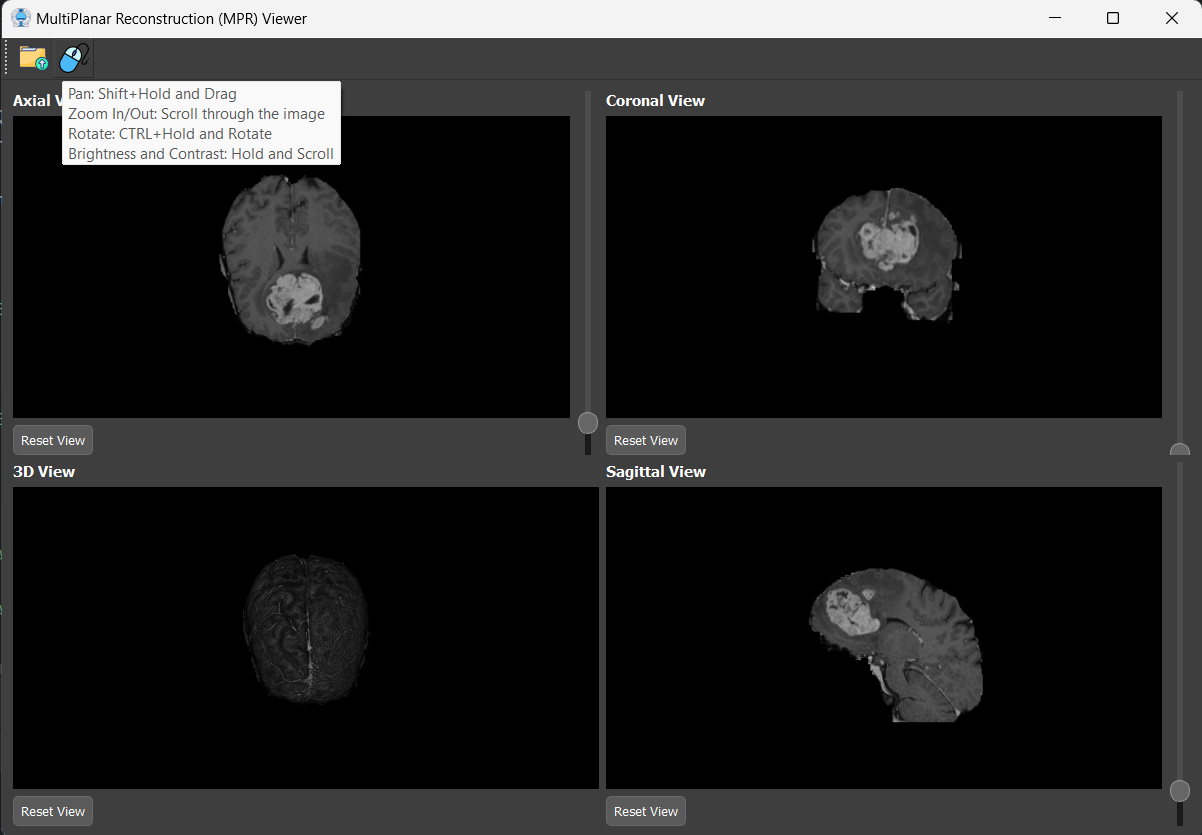 MultiPlanar Reconstruction (MPR) Viewer
Pan: Shift+Hold and Drag
Zoom In/Out: Scroll through the image
Rotate: CTRL+Hold and Rotate
Brightness and Contrast: Hold and Scroll
Axial V
Coronal View
Reset View
Reset View
3D View
Sagittal View
Reset View
Reset View